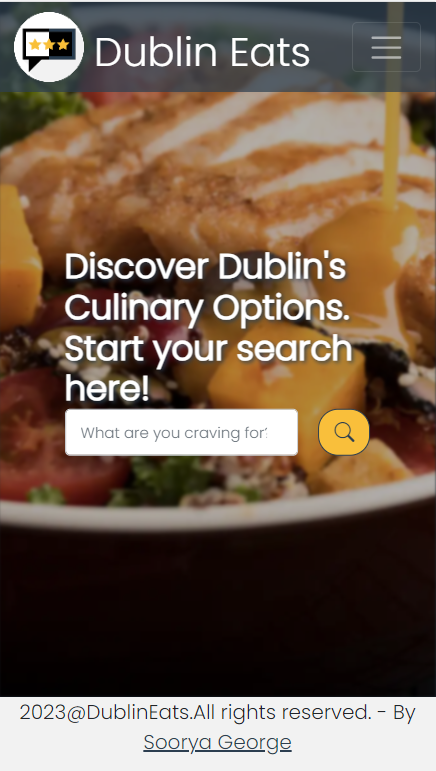 Dublin Eats
Discover Dublin's
Culinary Options.
Start your search
here!
What are you craving for?
2023@DublinEats.All rights reserved. - By
Soorya George